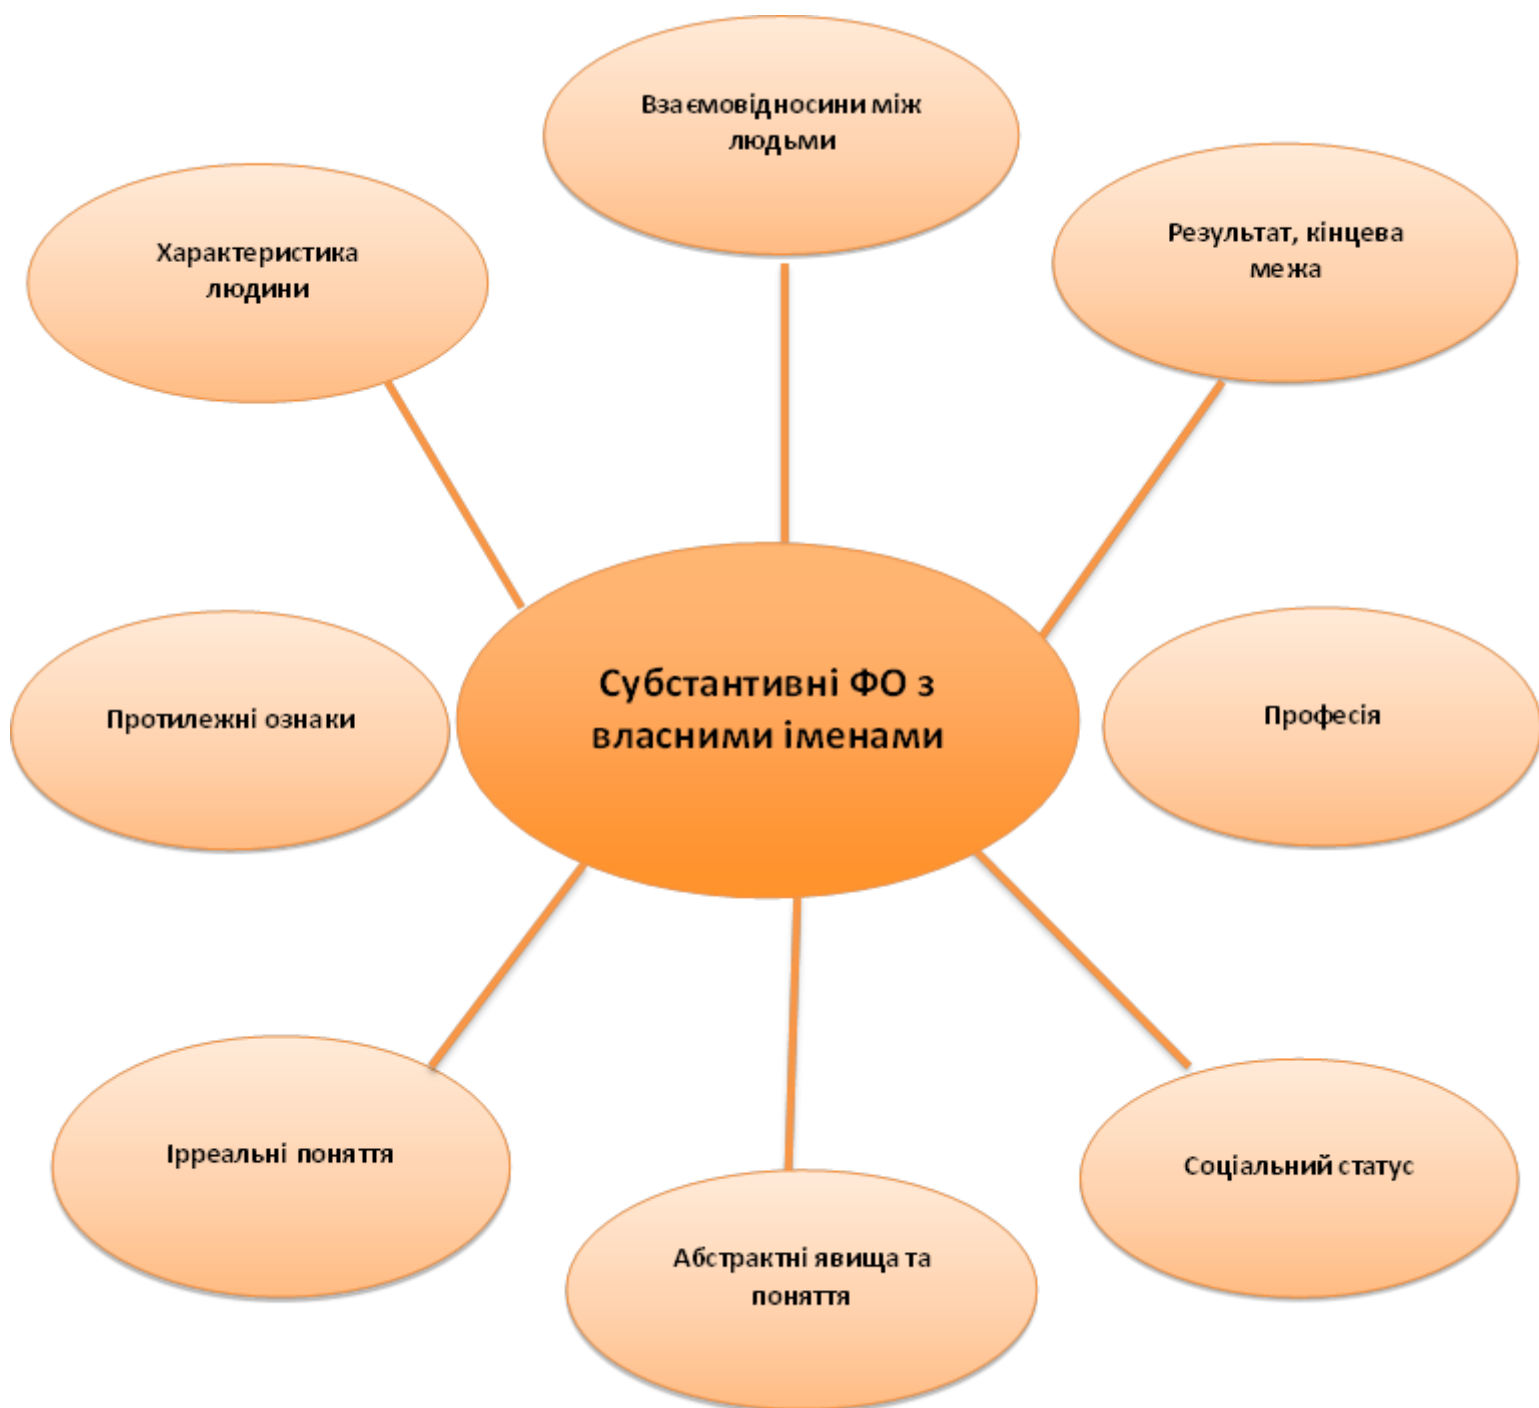 Взаємовідносини між
людьми
Результат, кінцева
межа
Характеристика
людини
Субстантивні ФО з
власними іменами
Протилежні ознаки
Професія
Ірреальні поняття
Соціальний статус
Абстрактні явища та
поняття